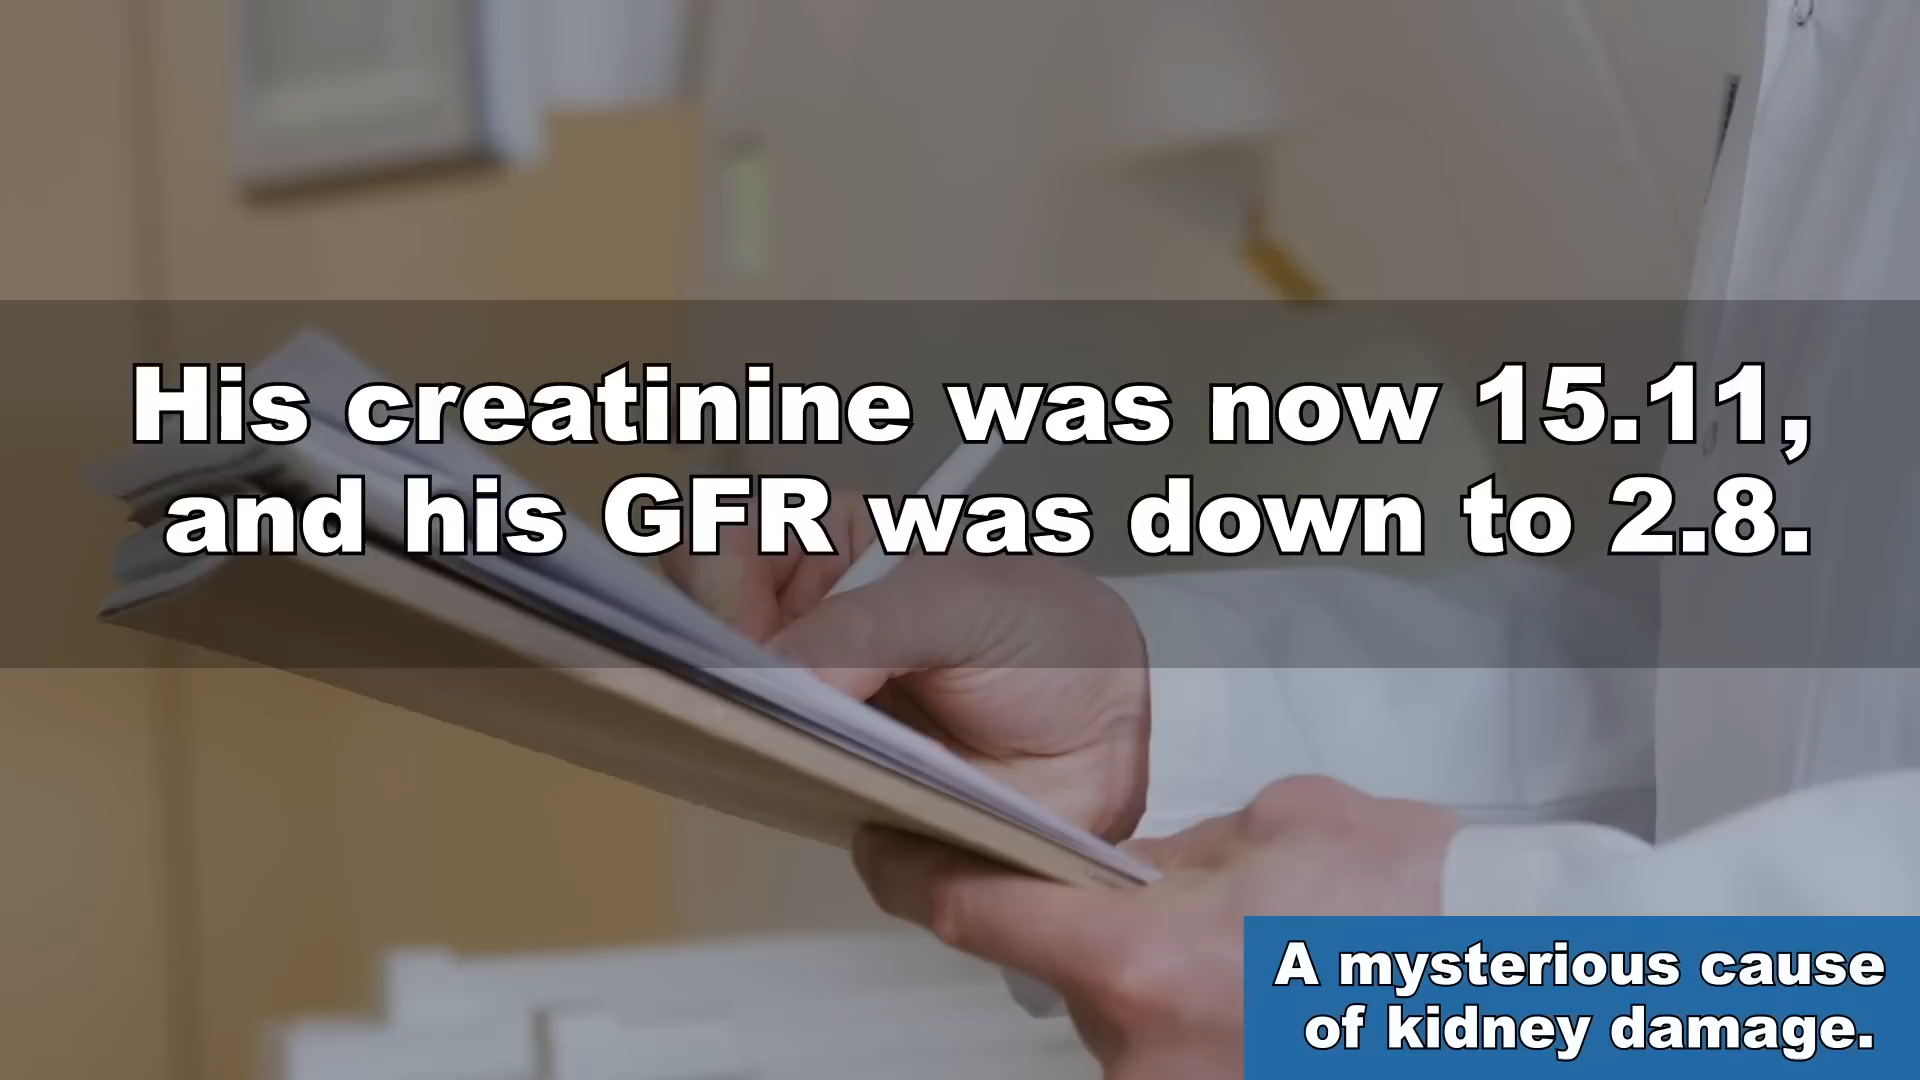 His creatinine was now 15.11,
and his GFR was down to 2.8.
A mysterious cause
of kidney damage.